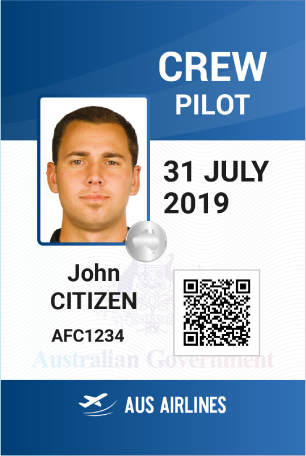 CREW
PILOT
31 JULY
2019
John
CITIZEN
AFC1234
Australian Government
AUS AIRLINES